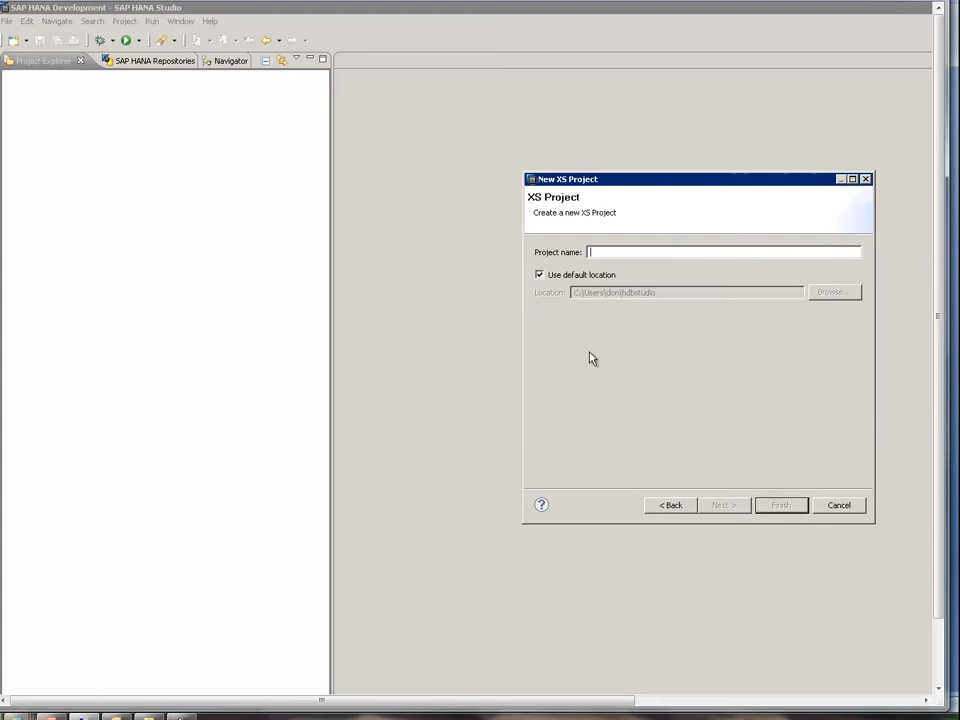 SAP HANA Development - SAP HANA Studio
File Edit Navigate Search Project Run Window Help
Project Explorer SAP HANA Repositories Navigator
New XS Project
XS Project
Create a new XS Project
Project name:
Use default location
Location: C:\Users\don\hdbstudio Browse...
< Back Next > Finish Cancel